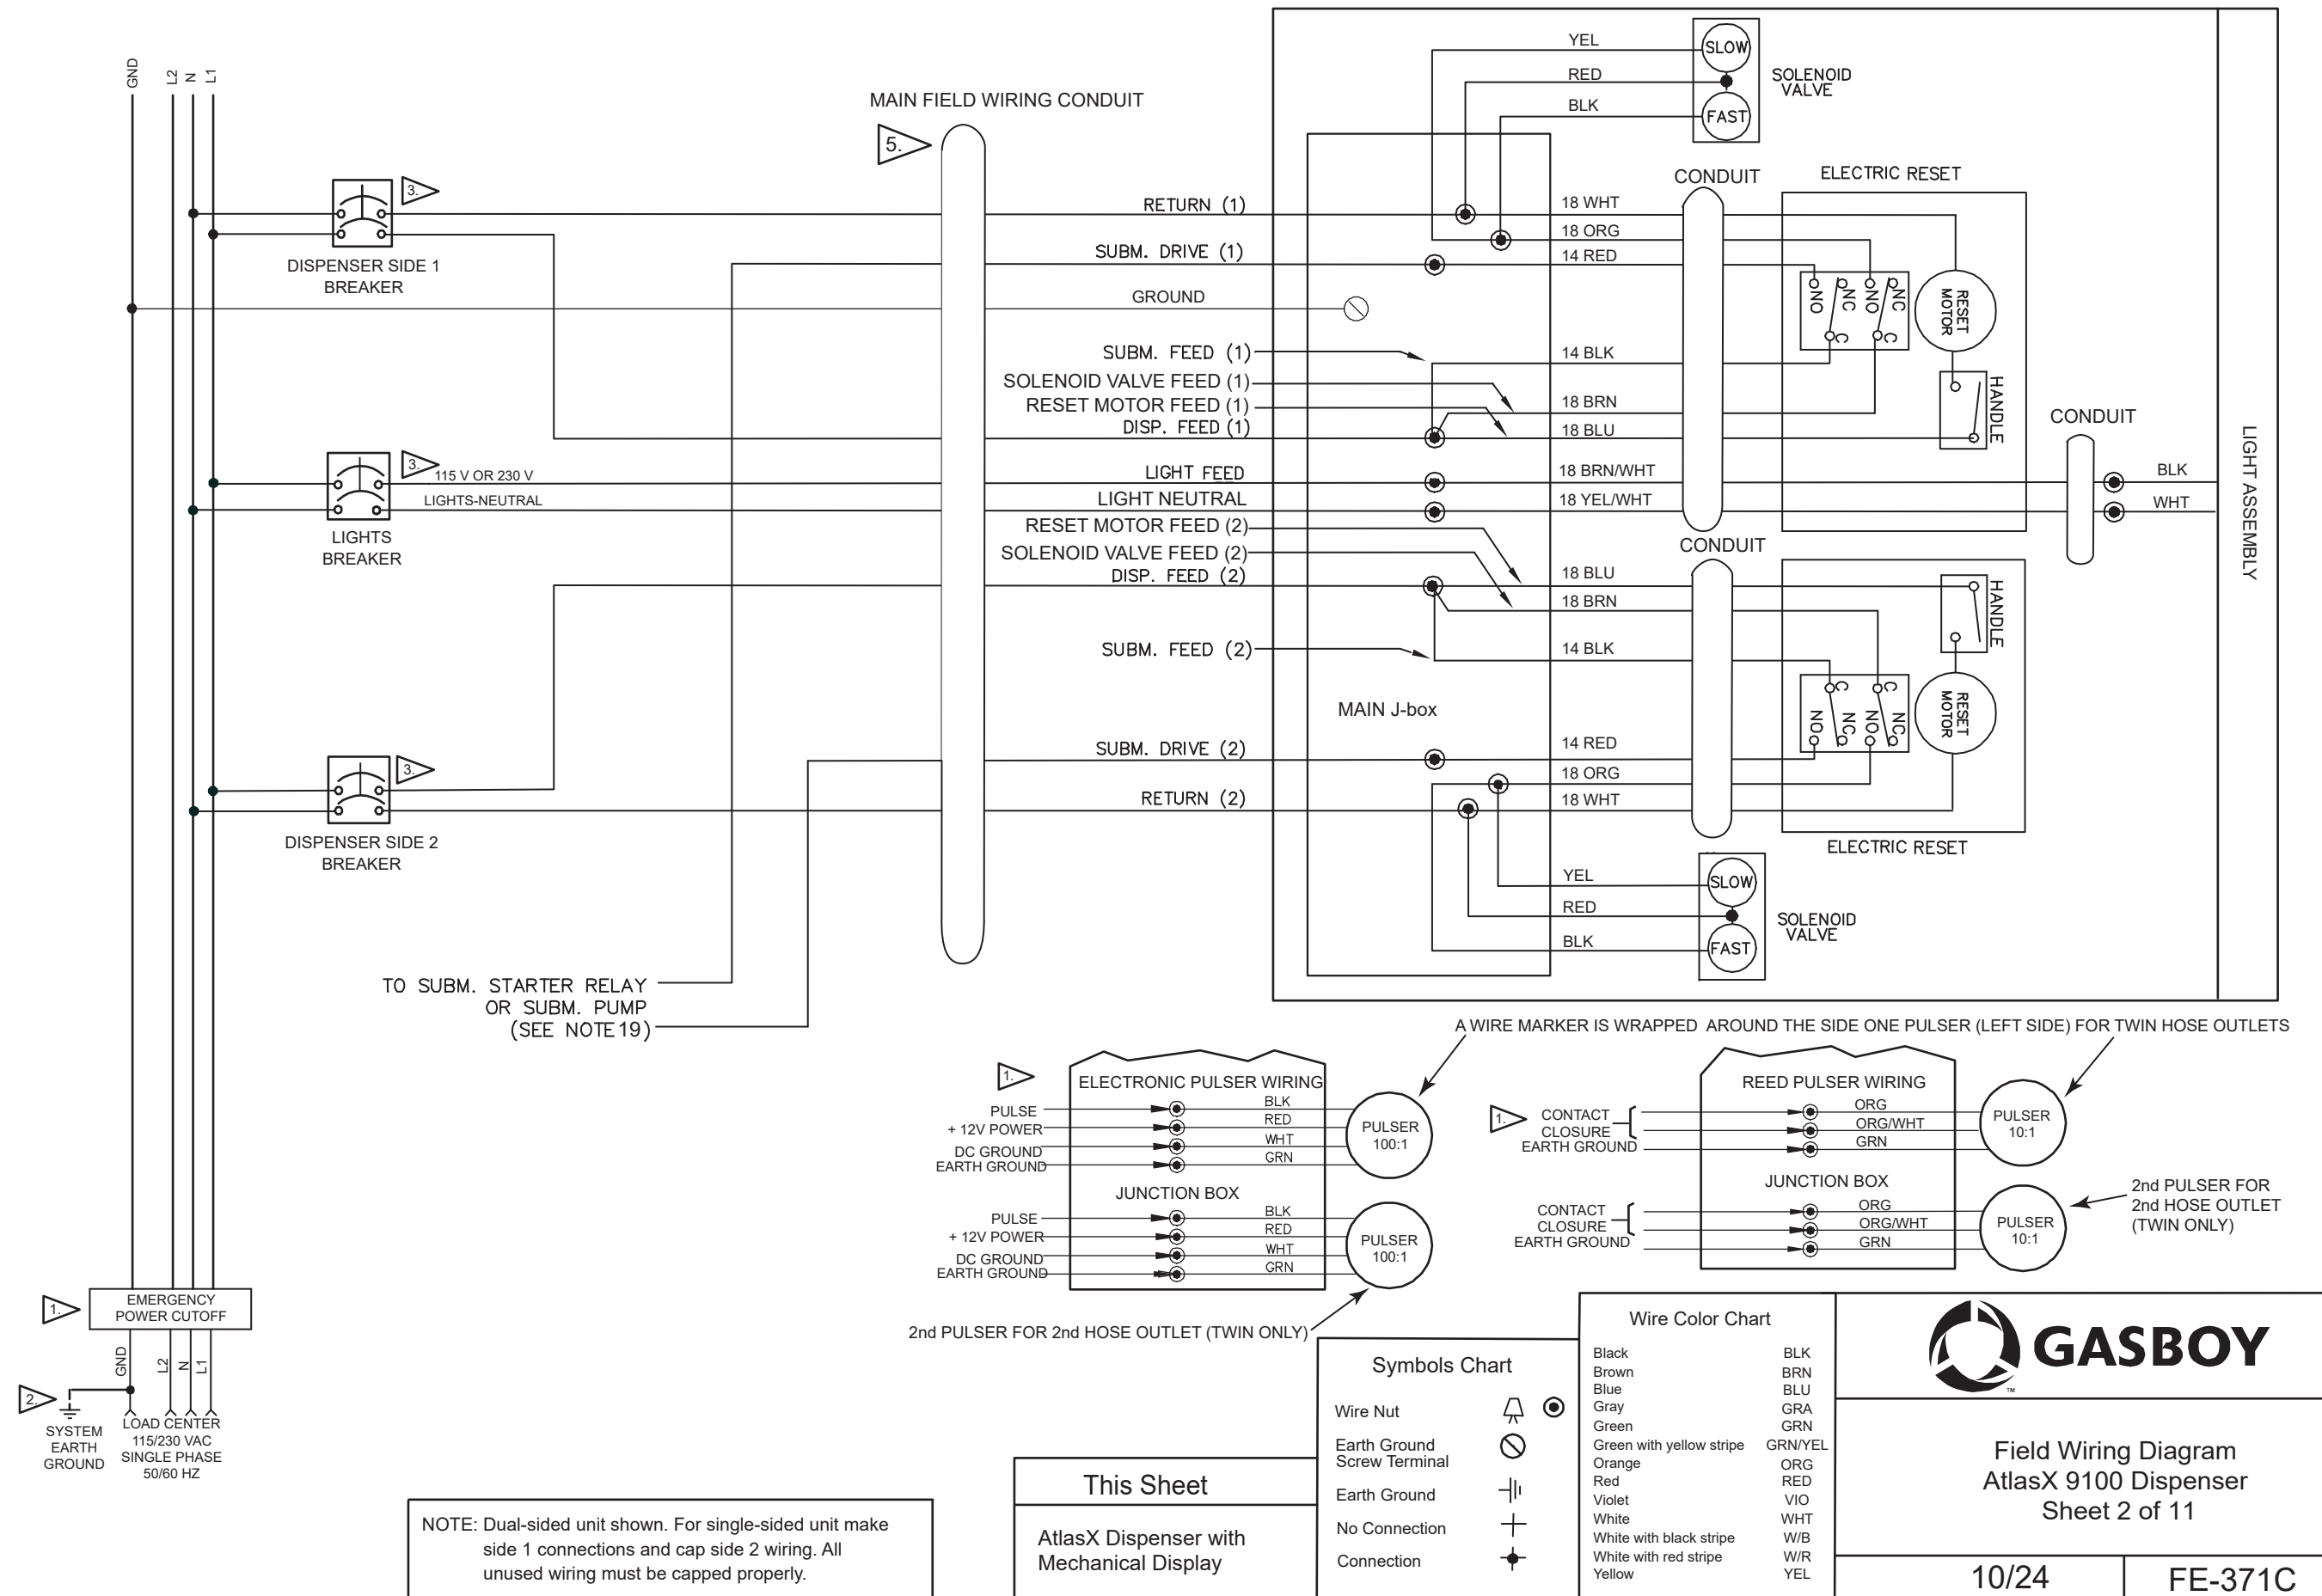 GND
L2
N
L1
MAIN FIELD WIRING CONDUIT
5.
3.
DISPENSER SIDE 1
BREAKER
3.
115 V OR 230 V
LIGHTS-NEUTRAL
LIGHTS
BREAKER
3.
DISPENSER SIDE 2
BREAKER
TO SUBM. STARTER RELAY
OR SUBM. PUMP
(SEE NOTE 19)
RETURN (1)
SUBM. DRIVE (1)
GROUND
SUBM. FEED (1)
SOLENOID VALVE FEED (1)
RESET MOTOR FEED (1)
DISP. FEED (1)
LIGHT FEED
LIGHT NEUTRAL
RESET MOTOR FEED (2)
SOLENOID VALVE FEED (2)
DISP. FEED (2)
SUBM. FEED (2)
MAIN J-box
SUBM. DRIVE (2)
RETURN (2)
YEL
RED
BLK
SLOW
FAST
SOLENOID
VALVE
CONDUIT
ELECTRIC RESET
18 WHT
18 ORG
14 RED
14 BLK
18 BRN
18 BLU
18 BRN/WHT
18 YEL/WHT
NO
NC
NO
NC
C
C
RESET
MOTOR
HANDLE
CONDUIT
BLK
WHT
LIGHT ASSEMBLY
CONDUIT
18 BLU
18 BRN
14 BLK
14 RED
18 ORG
18 WHT
HANDLE
C
C
NO
NC
NO
NC
RESET
MOTOR
ELECTRIC RESET
YEL
RED
BLK
SLOW
FAST
SOLENOID
VALVE
A WIRE MARKER IS WRAPPED AROUND THE SIDE ONE PULSER (LEFT SIDE) FOR TWIN HOSE OUTLETS
1.
ELECTRONIC PULSER WIRING
PULSE
+ 12V POWER
DC GROUND
EARTH GROUND
BLK
RED
WHT
GRN
PULSER
100:1
JUNCTION BOX
PULSE
+ 12V POWER
DC GROUND
EARTH GROUND
BLK
RED
WHT
GRN
PULSER
100:1
2nd PULSER FOR 2nd HOSE OUTLET (TWIN ONLY)
1.
REED PULSER WIRING
CONTACT
CLOSURE
EARTH GROUND
ORG
ORG/WHT
GRN
PULSER
10:1
JUNCTION BOX
CONTACT
CLOSURE
EARTH GROUND
ORG
ORG/WHT
GRN
PULSER
10:1
2nd PULSER FOR
2nd HOSE OUTLET
(TWIN ONLY)
1.
EMERGENCY
POWER CUTOFF
GND
L2
N
L1
2.
SYSTEM
EARTH
GROUND
LOAD CENTER
115/230 VAC
SINGLE PHASE
50/60 HZ
NOTE: Dual-sided unit shown. For single-sided unit make
side 1 connections and cap side 2 wiring. All
unused wiring must be capped properly.
This Sheet
AtlasX Dispenser with
Mechanical Display
Symbols Chart
Wire Nut
Earth Ground
Screw Terminal
Earth Ground
No Connection
Connection
Wire Color Chart
Black BLK
Brown BRN
Blue BLU
Gray GRA
Green GRN
Green with yellow stripe GRN/YEL
Orange ORG
Red RED
Violet VIO
White WHT
White with black stripe W/B
White with red stripe W/R
Yellow YEL
GASBOY
TM
Field Wiring Diagram
AtlasX 9100 Dispenser
Sheet 2 of 11
10/24
FE-371C